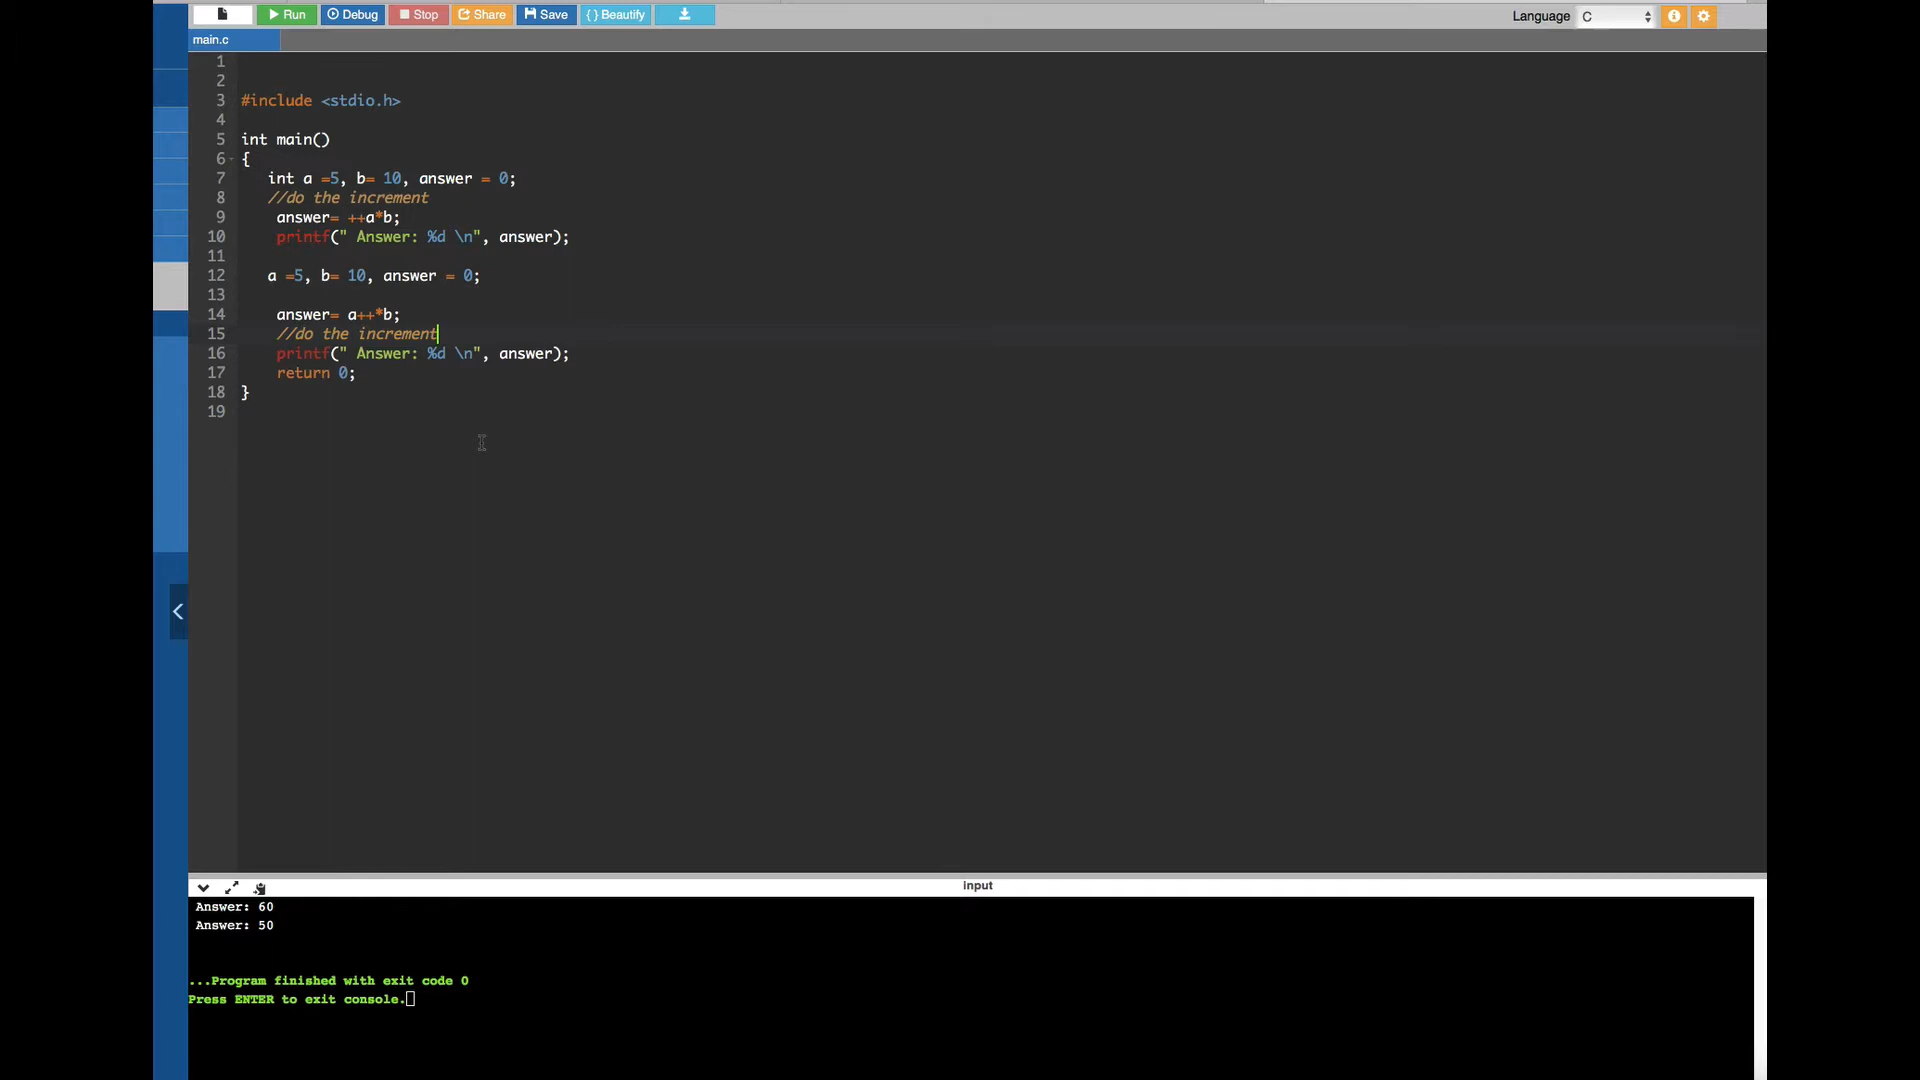 Run Debug Stop Share Save { } Beautify Language C
main.c
1
2
3 #include <stdio.h>
4
5 int main()
6 {
7 int a =5, b= 10, answer = 0;
8 //do the increment
9 answer= ++a*b;
10 printf(" Answer: %d \n", answer);
11
12 a =5, b= 10, answer = 0;
13
14 answer= a++*b;
15 //do the increment
16 printf(" Answer: %d \n", answer);
17 return 0;
18 }
19
input
Answer: 60
Answer: 50
...Program finished with exit code 0
Press ENTER to exit console.